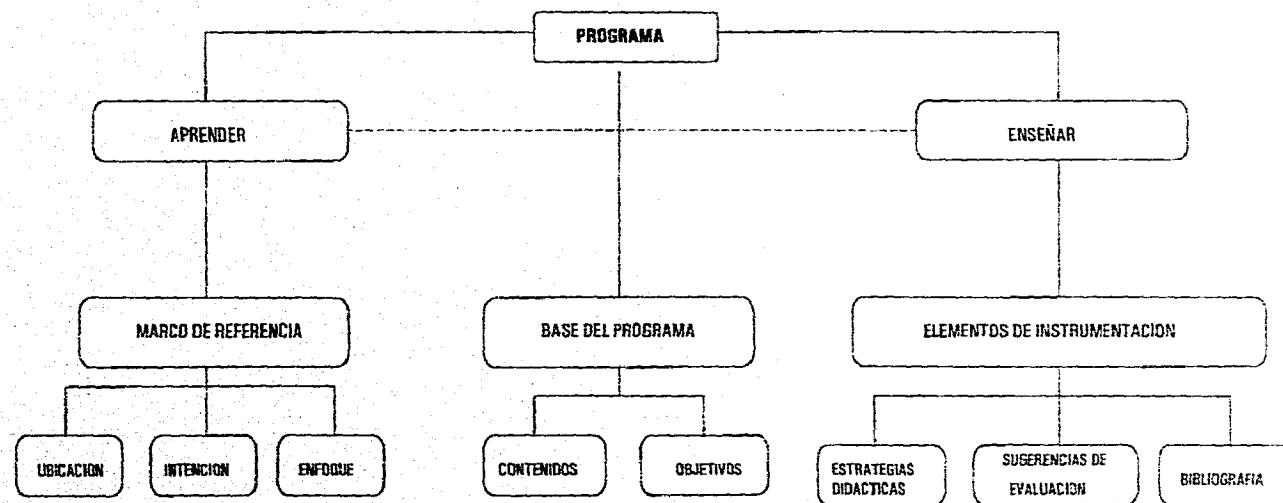 PROGRAMA
APRENDER
ENSEÑAR
MARCO DE REFERENCIA
BASE DEL PROGRAMA
ELEMENTOS DE INSTRUMENTACION
UBICACION
INTENCION
ENFOQUE
CONTENIDOS
OBJETIVOS
ESTRATEGIAS
DIDACTICAS
SUGERENCIAS DE
EVALUACION
BIBLIOGRAFIA